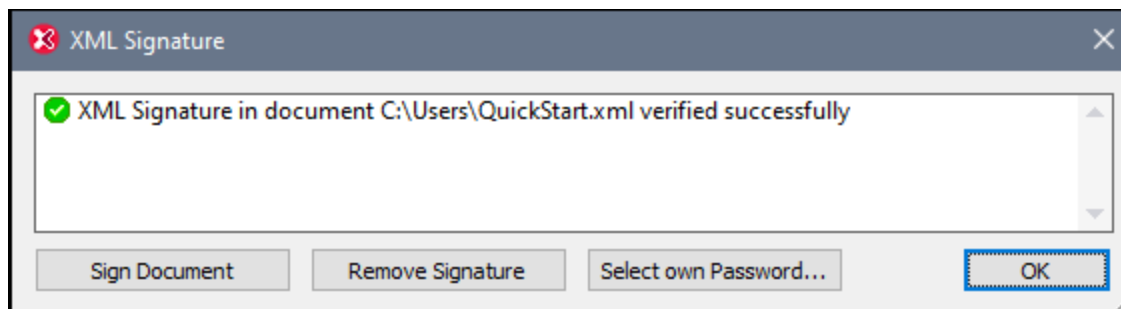 XML Signature
XML Signature in document C:\Users\QuickStart.xml verified successfully
Sign Document
Remove Signature
Select own Password...
OK